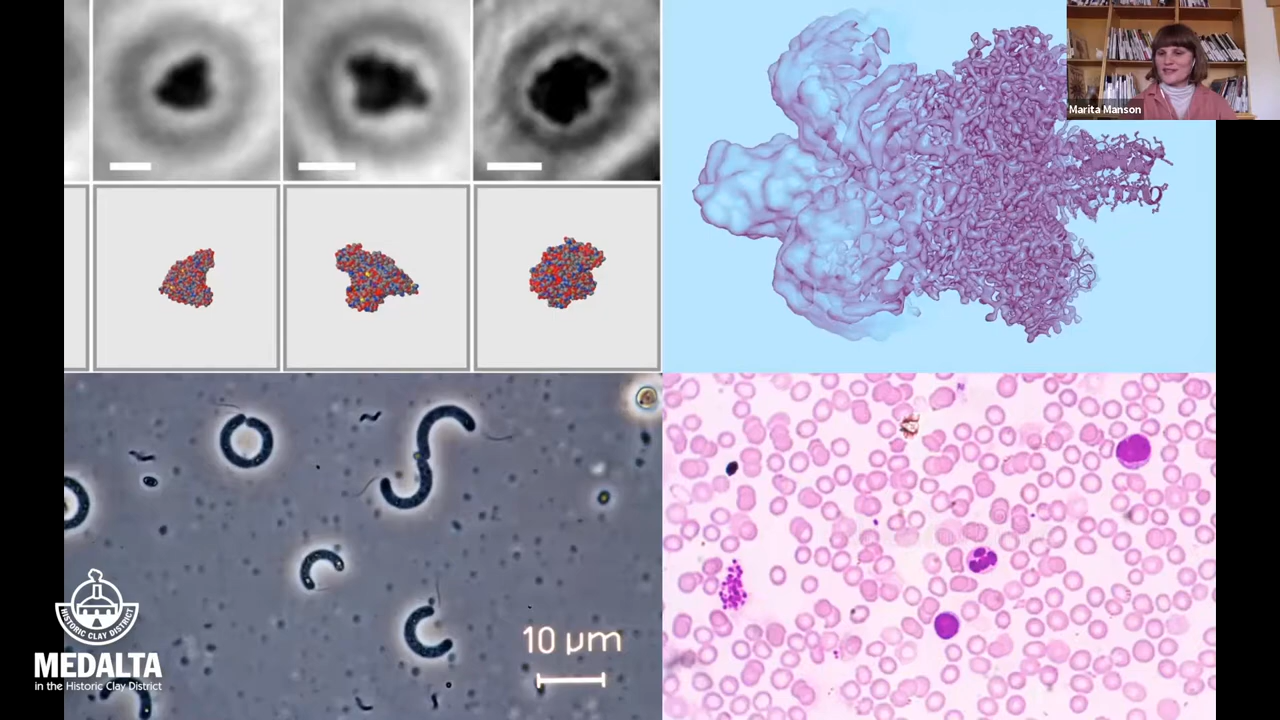 Marita Manson
10 µm
HISTORIC CLAY DISTRICT
MEDALTA
in the Historic Clay District